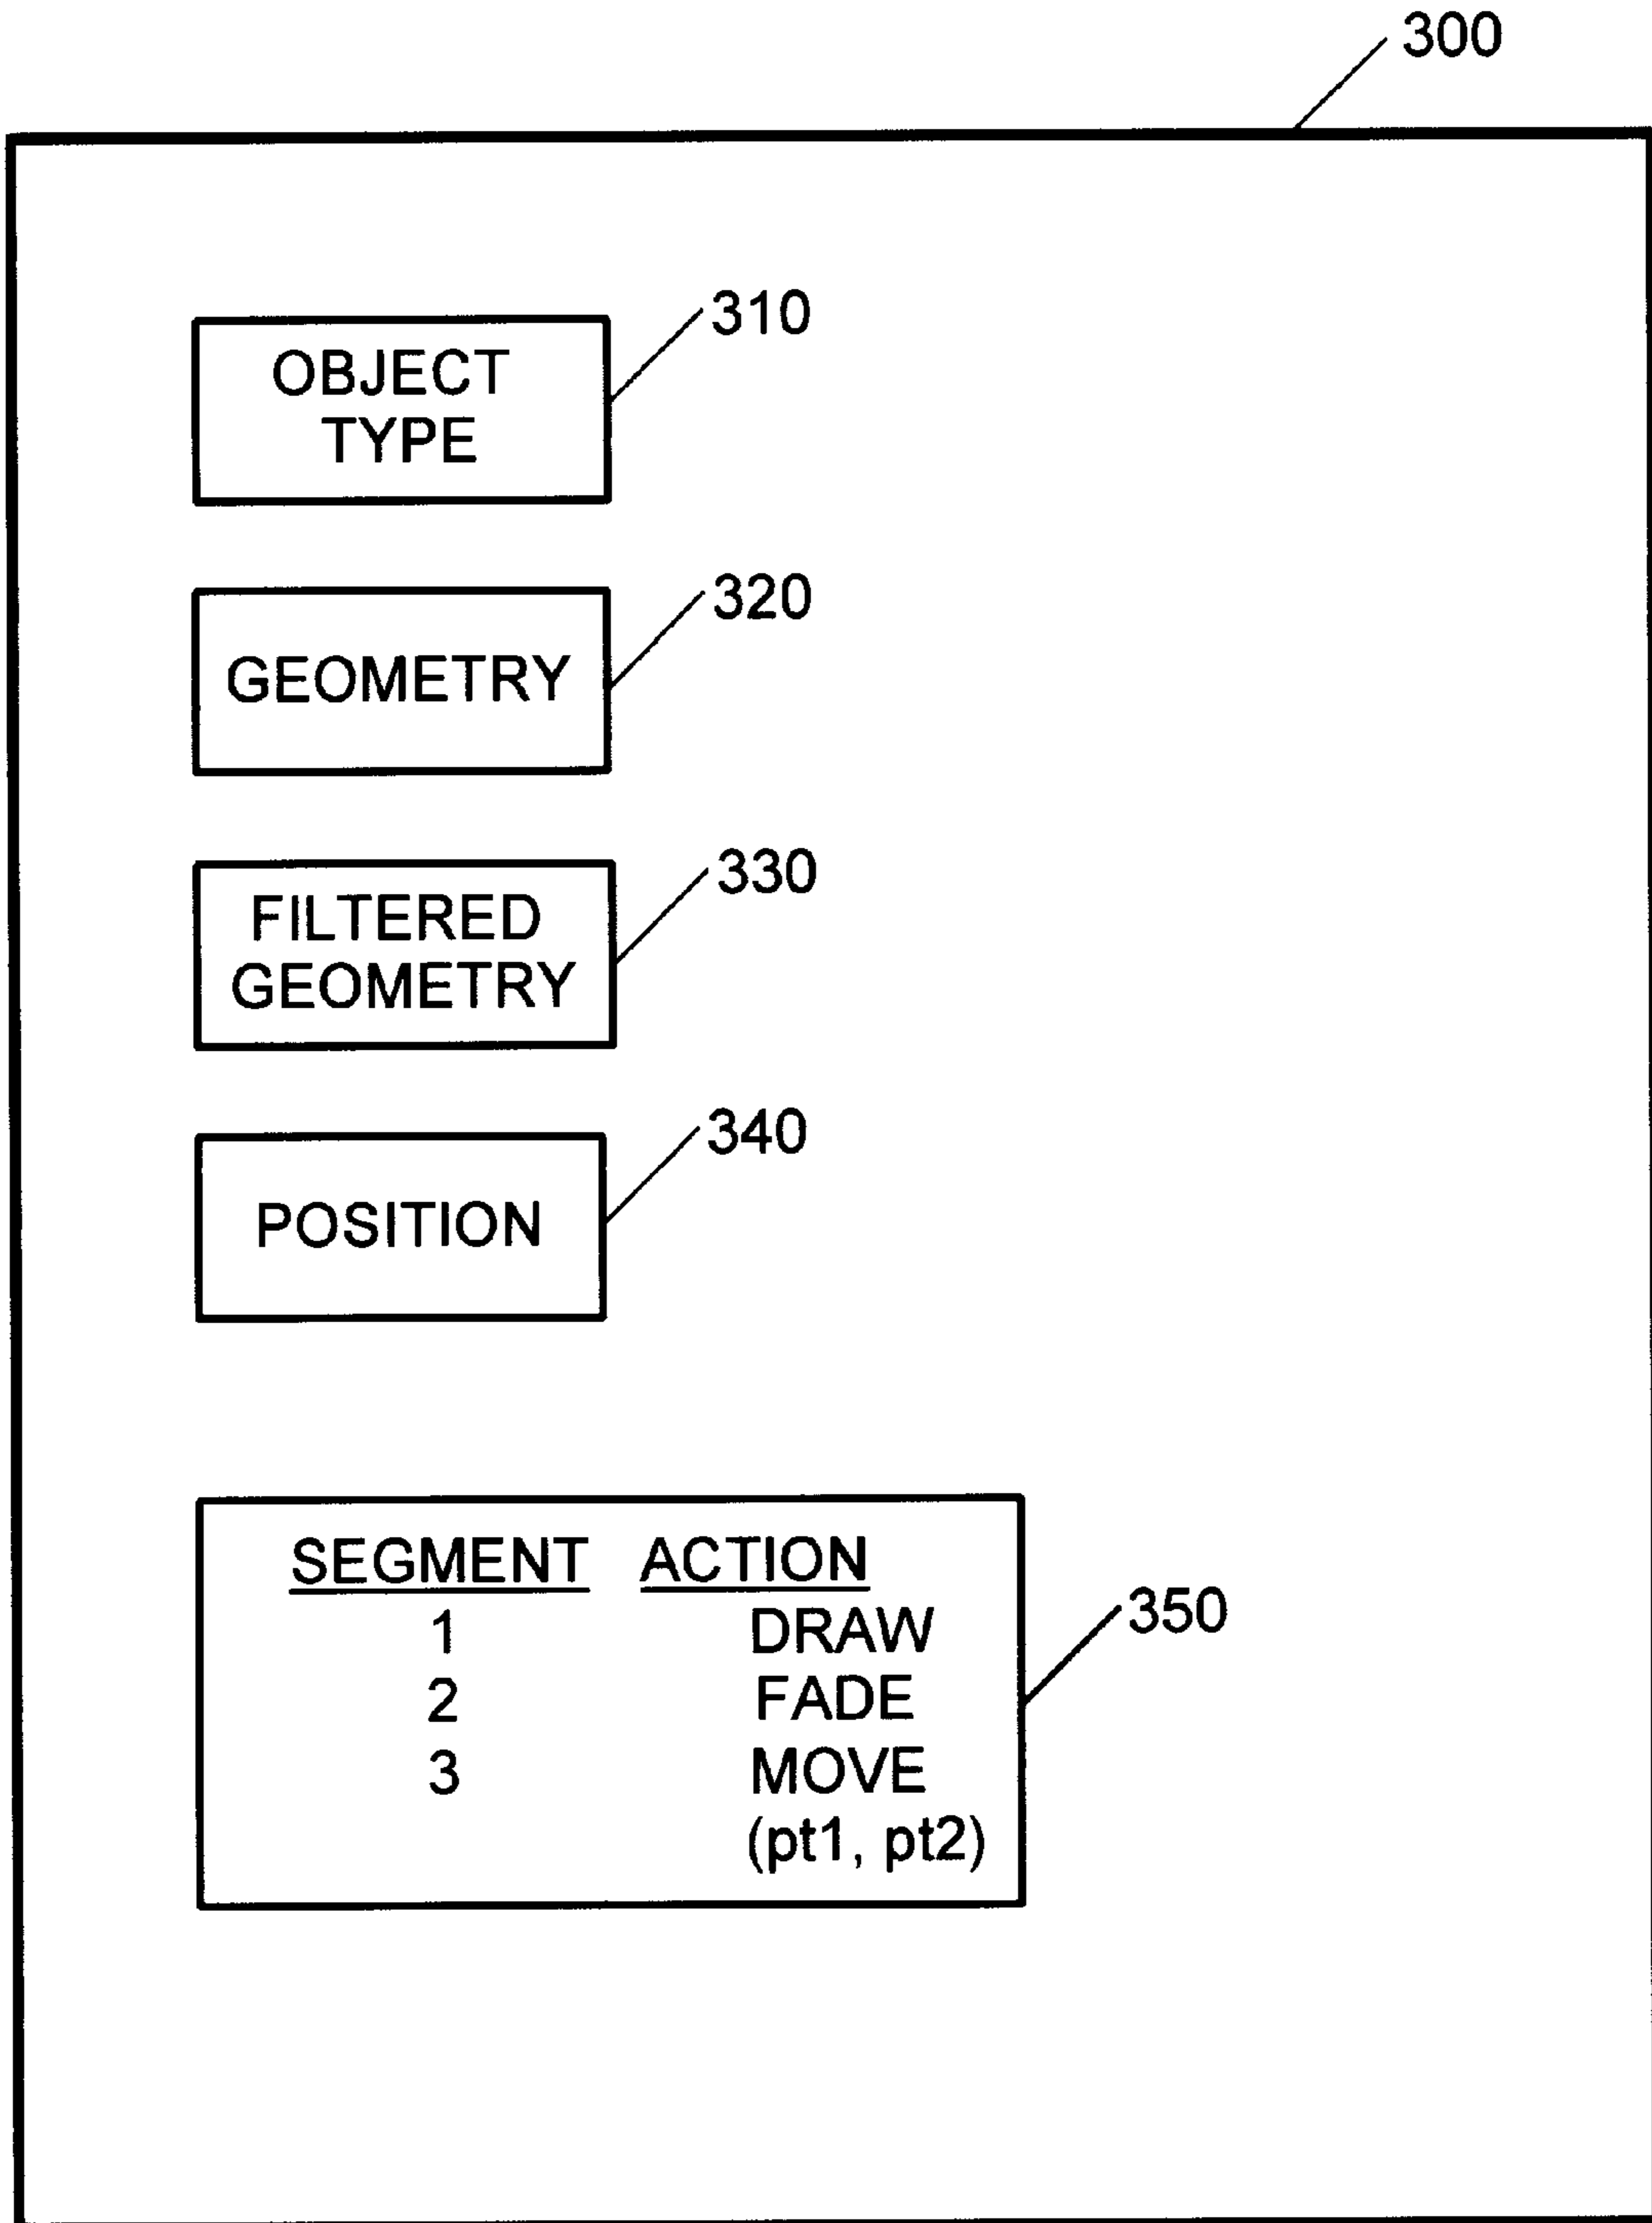 300
310
OBJECT
TYPE
320
GEOMETRY
330
FILTERED
GEOMETRY
340
POSITION
SEGMENT ACTION
1 DRAW
350
2 FADE
3 MOVE
(pt1, pt2)